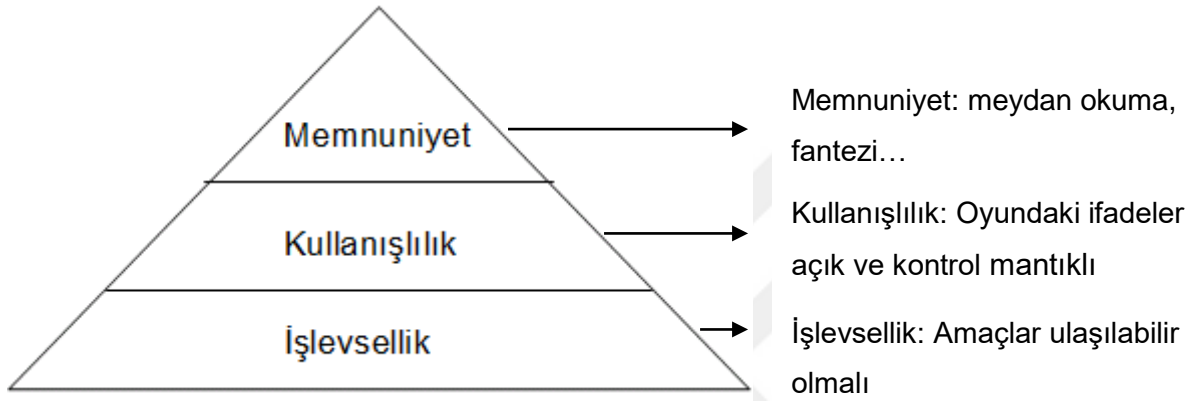 Memnuniyet
Kullanışlılık
İşlevsellik
Memnuniyet: meydan okuma,
fantezi…
Kullanışlılık: Oyundaki ifadeler
açık ve kontrol mantıklı
İşlevsellik: Amaçlar ulaşılabilir
olmalı